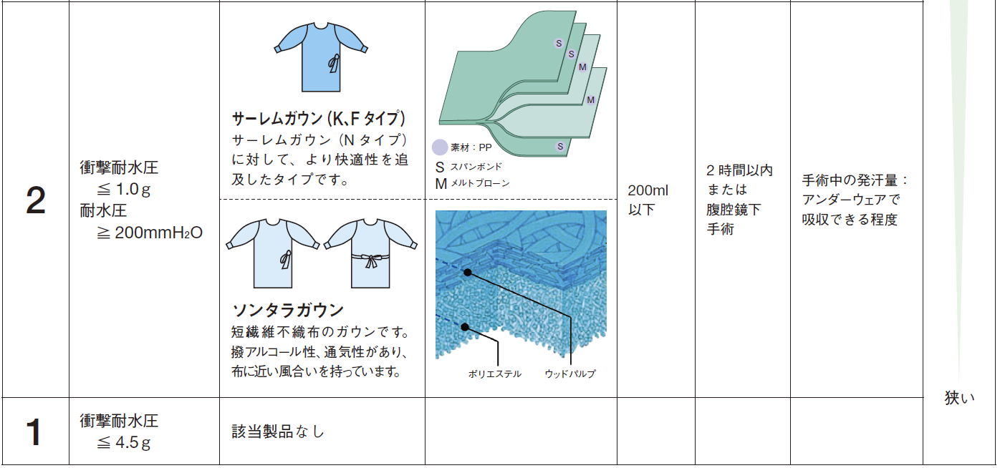 2
衝撃耐水圧
≦ 1.0g
耐水圧
≧ 200mmH₂O
サーレムガウン（K、F タイプ）
サーレムガウン（N タイプ）
に対して、より快適性を追
及したタイプです。
S
S
M
M
S
素材：PP
S スパンボンド
M メルトブローン
ソンタラガウン
短繊維不織布のガウンです。
撥アルコール性、通気性があり、
布に近い風合いを持っています。
ポリエステル
ウッドパルプ
200ml
以下
2 時間以内
または
腹腔鏡下
手術
手術中の発汗量：
アンダーウェアで
吸収できる程度
1
衝撃耐水圧
≦ 4.5g
該当製品なし
狭い